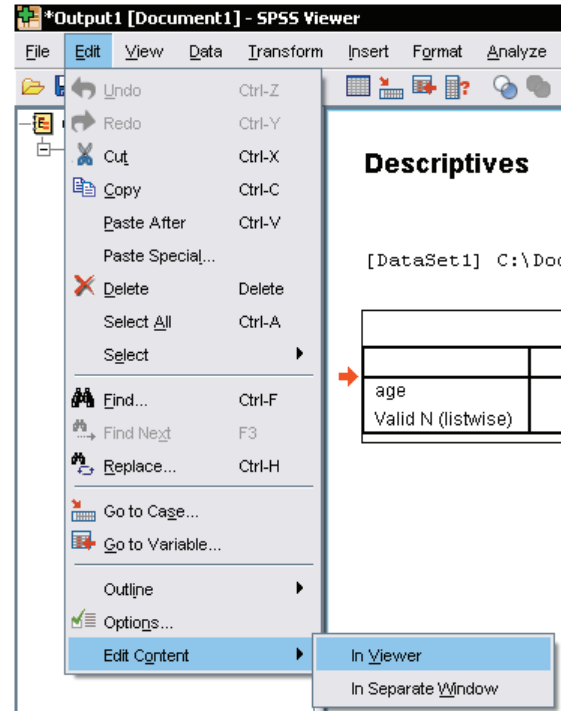 *Output1 [Document1] - SPSS Viewer
File Edit View Data Transform Insert Format Analyze
Undo Ctrl-Z
Redo Ctrl-Y
Cut Ctrl-X
Copy Ctrl-C
Paste After Ctrl-V
Paste Special...
Delete Delete
Select All Ctrl-A
Select
Find... Ctrl-F
Find Next F3
Replace... Ctrl-H
Go to Case...
Go to Variable...
Outline
Options...
Edit Content
In Viewer
In Separate Window
Descriptives
[DataSet1] C:\Doc
age
Valid N (listwise)